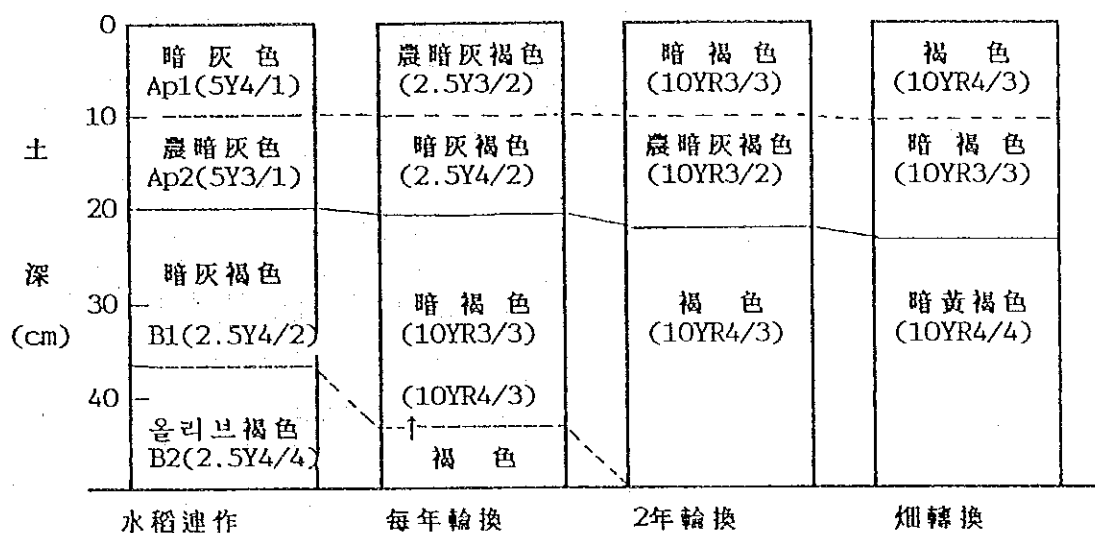 0
10
20
30
40
土
深
(cm)
暗灰色
Ap1(5Y4/1)
農暗灰色
Ap2(5Y3/1)
暗灰褐色
B1(2.5Y4/2)
올리브褐色
B2(2.5Y4/4)
農暗灰褐色
(2.5Y3/2)
暗灰褐色
(2.5Y4/2)
暗褐色
(10YR3/3)
(10YR4/3)
↑
褐色
暗褐色
(10YR3/3)
農暗灰褐色
(10YR3/2)
褐色
(10YR4/3)
褐色
(10YR4/3)
暗褐色
(10YR3/3)
暗黃褐色
(10YR4/4)
水稻連作
每年輪換
2年輪換
畑轉換